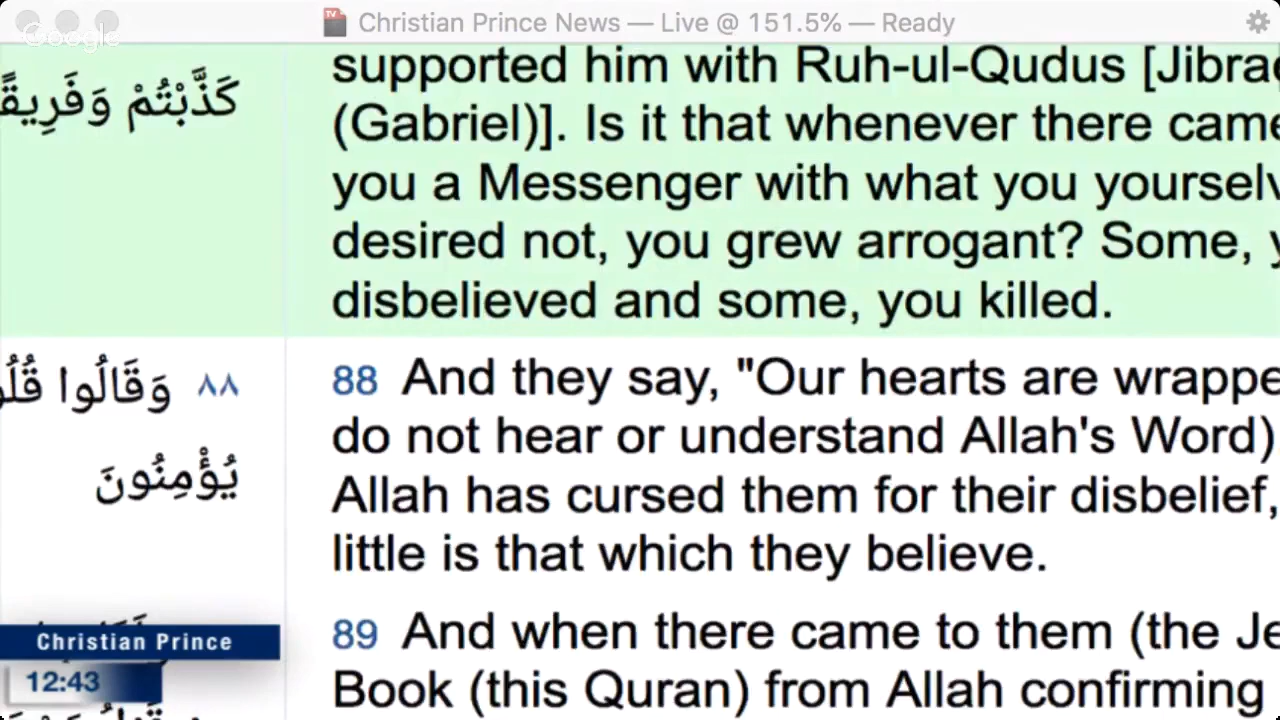 Google
Christian Prince News — Live @ 151.5% — Ready
supported him with Ruh-ul-Qudus [Jibra
(Gabriel)]. Is it that whenever there came
you a Messenger with what you yourselv
desired not, you grew arrogant? Some, y
disbelieved and some, you killed.
كَذَّبْتُمْ وَفَرِيقًا
88 And they say, "Our hearts are wrappe
do not hear or understand Allah's Word)
Allah has cursed them for their disbelief,
little is that which they believe.
٨٨ وَقَالُوا قُلُو
يُؤْمِنُونَ
89 And when there came to them (the Je
Book (this Quran) from Allah confirming
Christian Prince
12:43